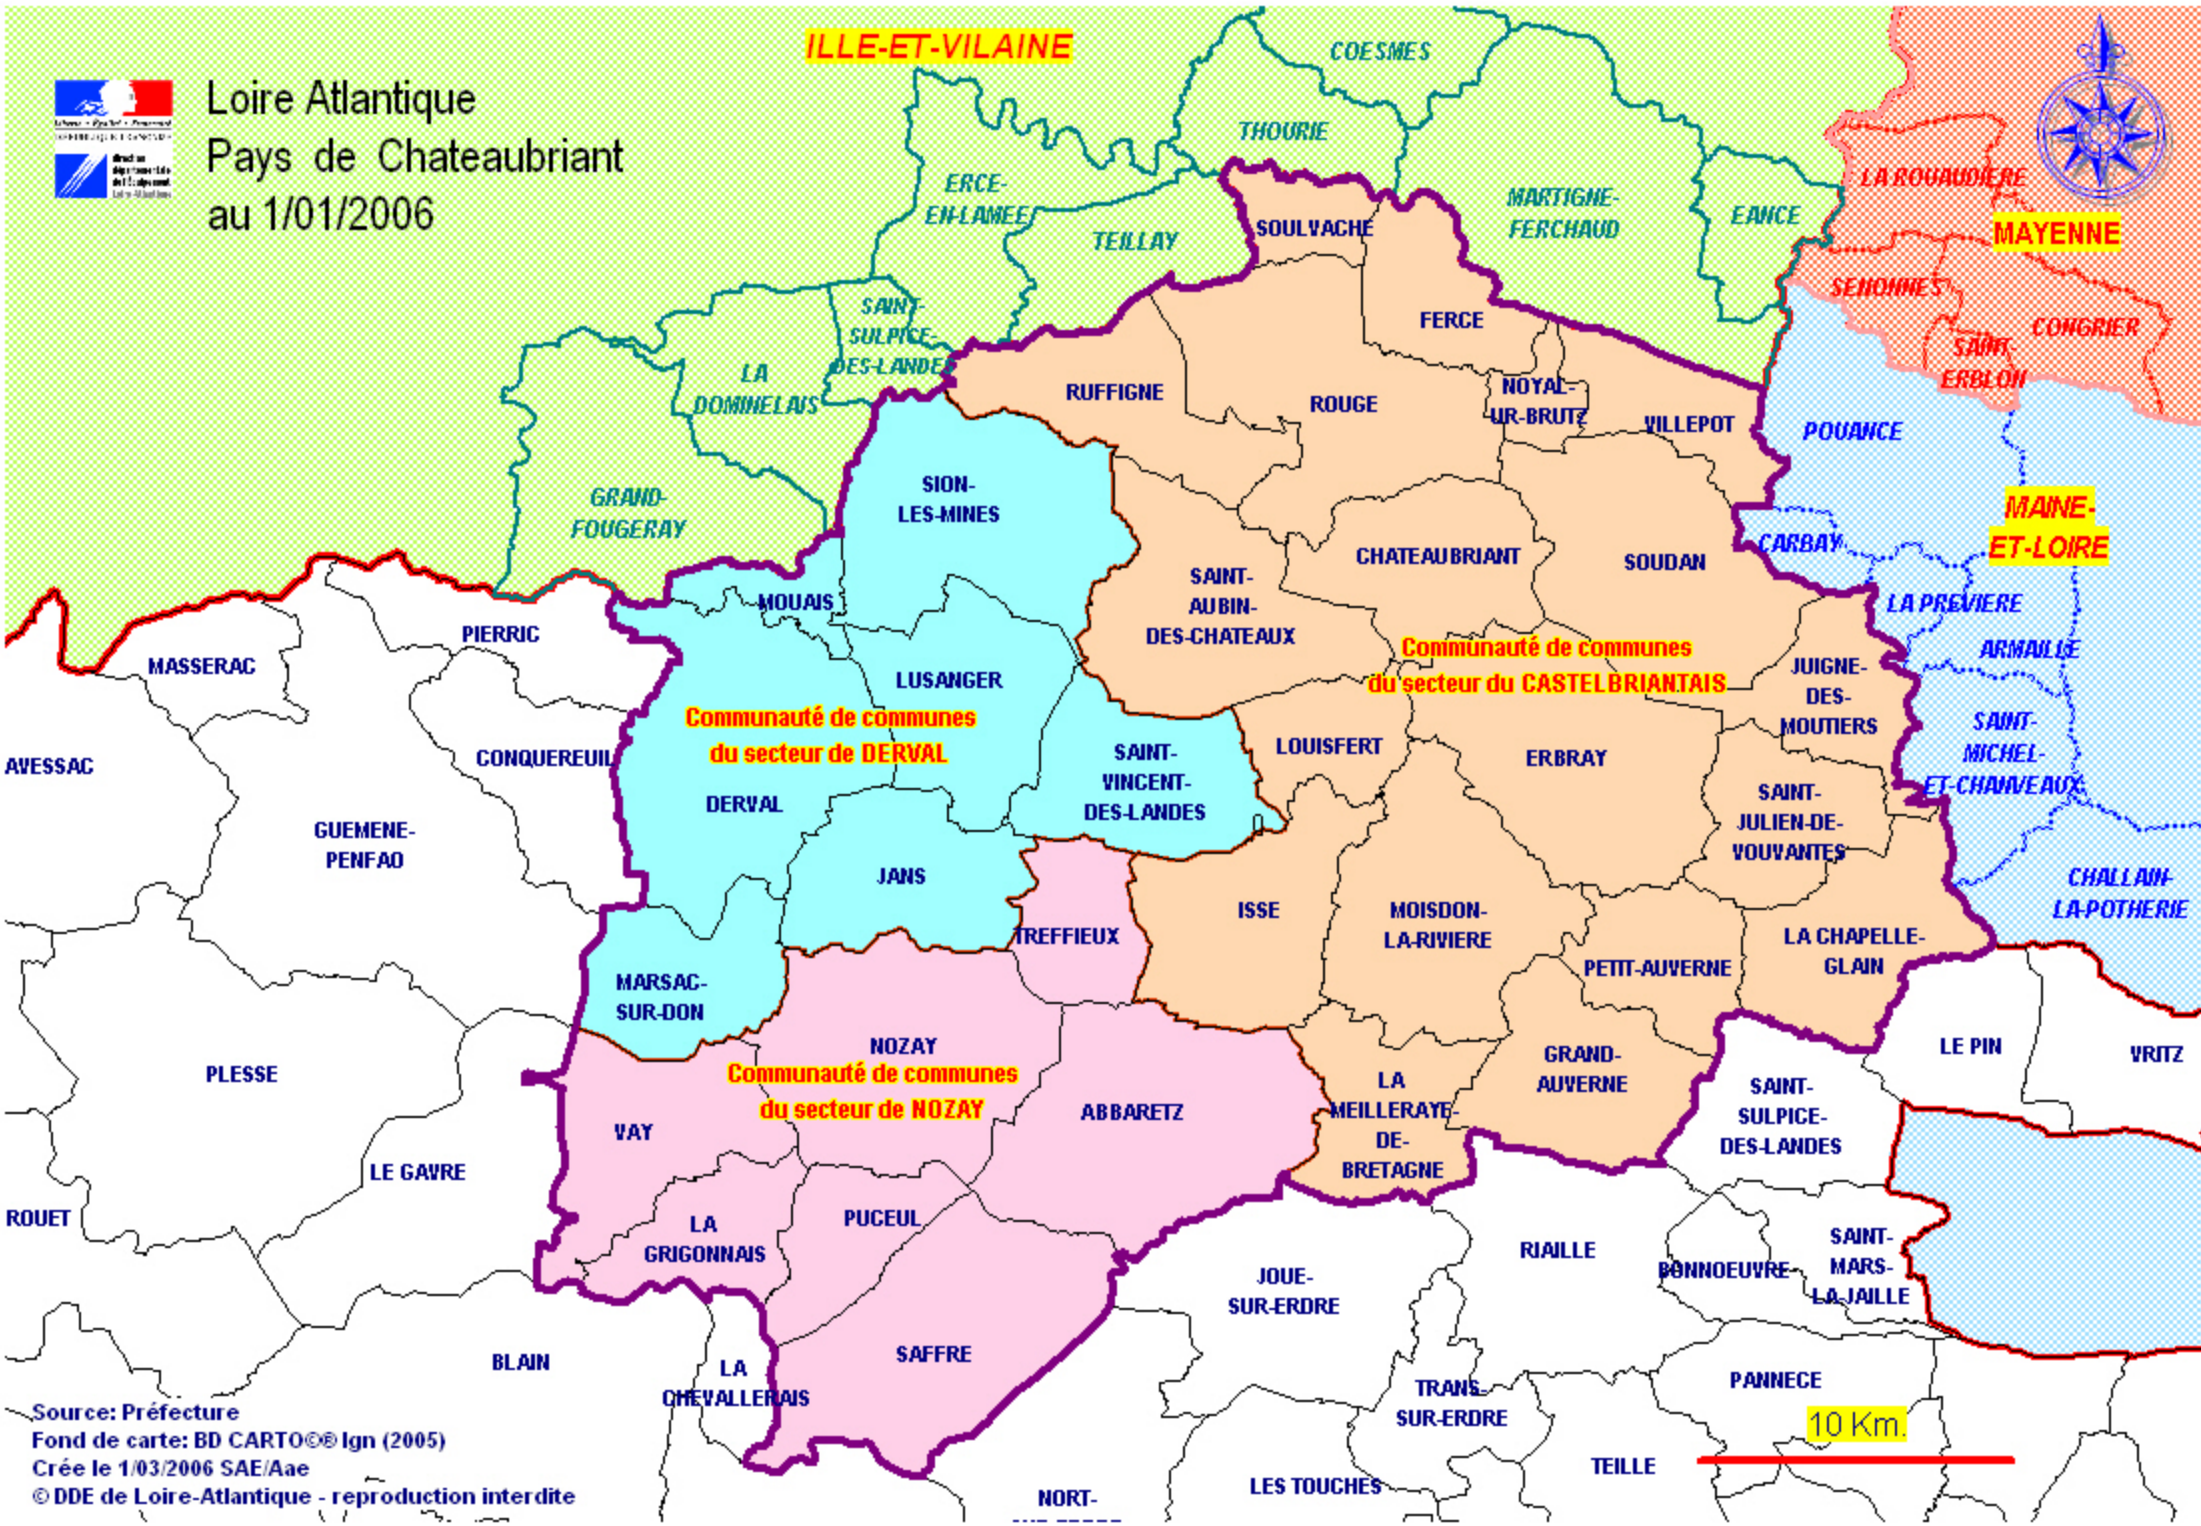 ILLE-ET-VILAINE
COESMES
Loire Atlantique
Pays de Chateaubriant
au 1/01/2006
THOURIE
LA ROUAUDIERE
ERCE-
EN-LAMEE
MARTIGNE-
FERCHAUD
EANCE
SOULVACHE
TEILLAY
MAYENNE
SENONNES
CONGRIER
SAINT-
ERBLON
SAINT-
SULPICE-
DES-LANDES
FERCE
LA
DOMINELAIS
RUFFIGNE
ROUGE
NOYAL-
UR-BRUTZ
VILLEPOT
POUANCE
SION-
LES-MINES
GRAND-
FOUGERAY
MAINE-
ET-LOIRE
CARBAY
CHATEAUBRIANT
SOUDAN
SAINT-
AUBIN-
DES-CHATEAUX
MOUAIS
LA PREVIERE
PIERRIC
MASSERAC
ARMAILLE
Communauté de communes
du secteur du CASTELBRIANTAIS
JUIGNE-
DES-
MOUTIERS
LUSANGER
Communauté de communes
du secteur de DERVAL
SAINT-
MICHEL-
ET-CHANVEAUX
AVESSAC
CONQUEREUIL
SAINT-
VINCENT-
DES-LANDES
LOUISFERT
ERBRAY
DERVAL
SAINT-
JULIEN-DE-
VOUVANTES
GUEMENE-
PENFAO
JANS
CHALLAIN-
LA-POTHERIE
ISSE
MOISDON-
LA-RIVIERE
TREFFIEUX
LA CHAPELLE-
GLAIN
PETIT-AUVERNE
MARSAC-
SUR-DON
NOZAY
Communauté de communes
du secteur de NOZAY
LE PIN
VRITZ
PLESSE
GRAND-
AUVERNE
LA
MEILLERAYE-
DE-
BRETAGNE
SAINT-
SULPICE-
DES-LANDES
ABBARETZ
VAY
LE GAVRE
ROUET
PUCEUL
LA
GRIGONNAIS
RIAILLE
BONNOEUVRE
SAINT-
MARS-
LA-JAILLE
JOUE-
SUR-ERDRE
SAFFRE
BLAIN
LA
CHEVALLERAIS
TRANS-
SUR-ERDRE
PANNECE
10 Km.
TEILLE
LES TOUCHES
NORT-
Source: Préfecture
Fond de carte: BD CARTO©® Ign (2005)
Crée le 1/03/2006 SAE/Aae
© DDE de Loire-Atlantique - reproduction interdite